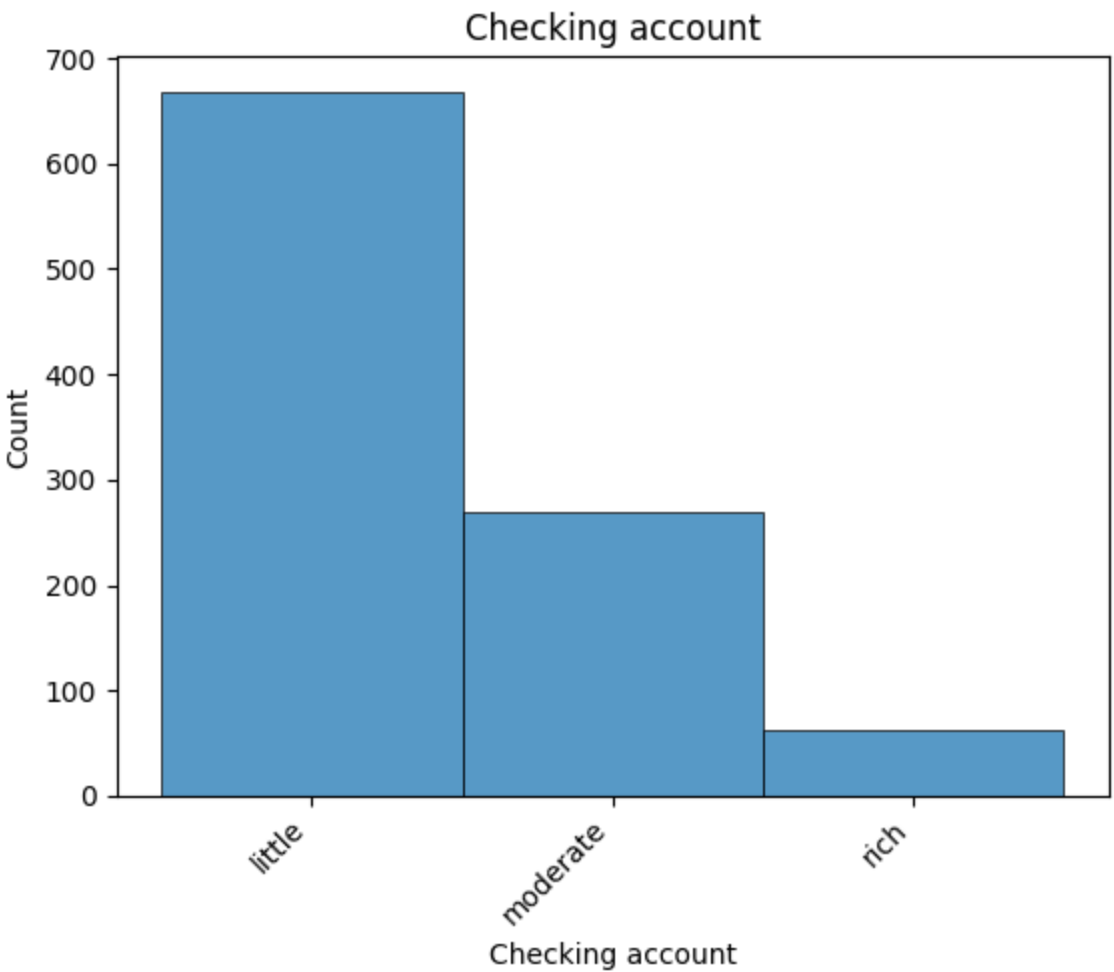 Checking account
700
600
500
400
300
200
100
0
Count
little
moderate
rich
Checking account